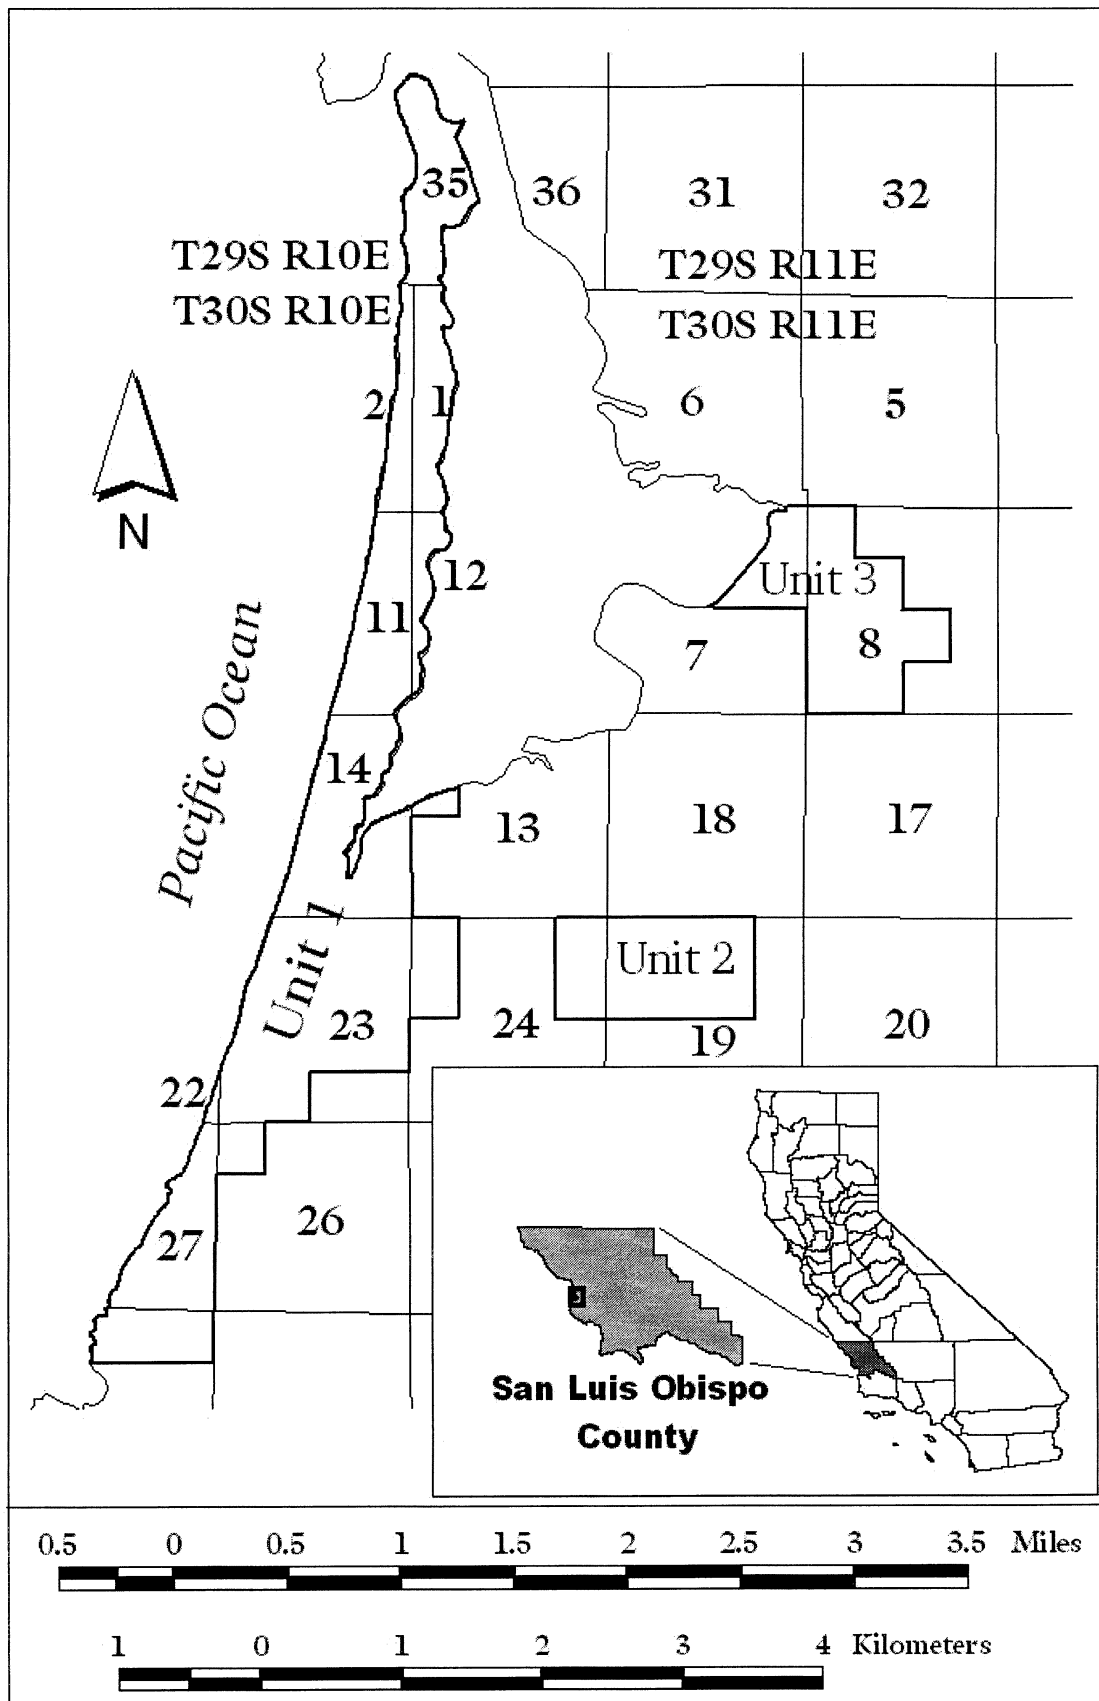 35
36
31
32
T29S R10E
T29S R11E
T30S R10E
T30S R11E
2
1
6
5
N
12
Unit 3
11
7
8
Pacific Ocean
14
13
18
17
Unit 1
Unit 2
23
24
19
20
22
27
26
San Luis Obispo
County
0.5 0 0.5 1 1.5 2 2.5 3 3.5 Miles
1 0 1 2 3 4 Kilometers